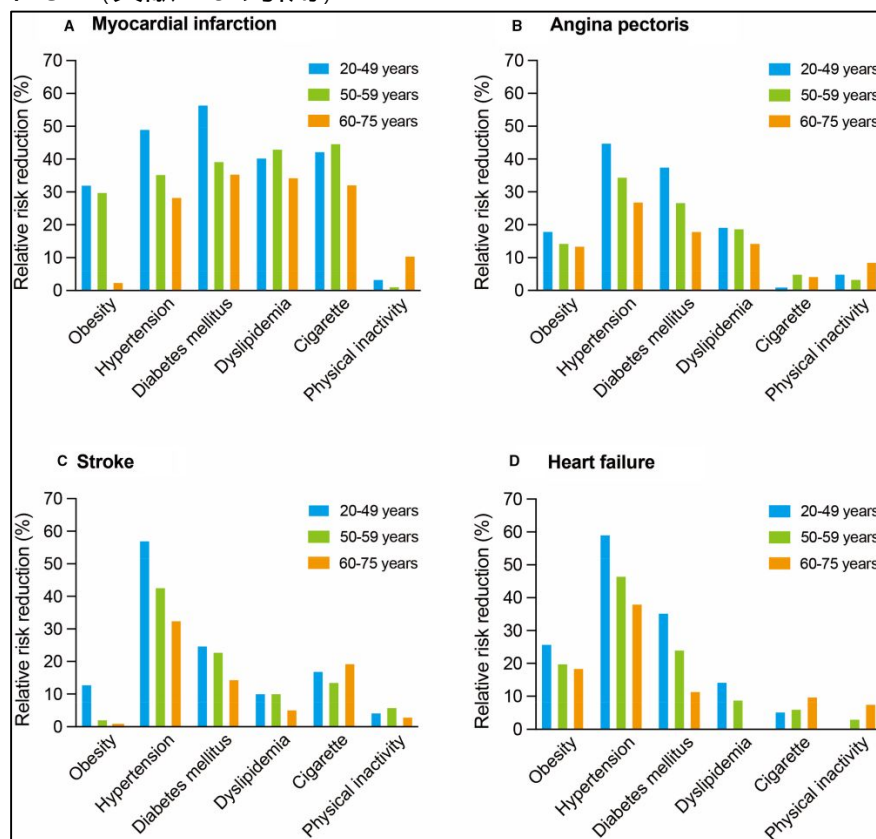 A Myocardial infarction
Relative risk reduction (%)
70
60
50
40
30
20
10
0
20-49 years
50-59 years
60-75 years
Obesity
Hypertension
Diabetes mellitus
Dyslipidemia
Cigarette
Physical inactivity
B Angina pectoris
Relative risk reduction (%)
70
60
50
40
30
20
10
0
20-49 years
50-59 years
60-75 years
Obesity
Hypertension
Diabetes mellitus
Dyslipidemia
Cigarette
Physical inactivity
C Stroke
Relative risk reduction (%)
70
60
50
40
30
20
10
0
20-49 years
50-59 years
60-75 years
Obesity
Hypertension
Diabetes mellitus
Dyslipidemia
Cigarette
Physical inactivity
D Heart failure
Relative risk reduction (%)
70
60
50
40
30
20
10
0
20-49 years
50-59 years
60-75 years
Obesity
Hypertension
Diabetes mellitus
Dyslipidemia
Cigarette
Physical inactivity